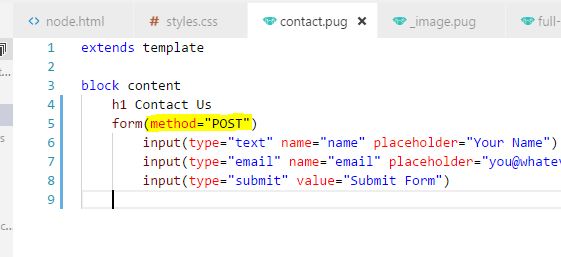 node.html styles.css contact.pug _image.pug full-
1 extends template
2
3 block content
4 h1 Contact Us
5 form(method="POST")
6 input(type="text" name="name" placeholder="Your Name")
7 input(type="email" name="email" placeholder="you@whatev
8 input(type="submit" value="Submit Form")
9